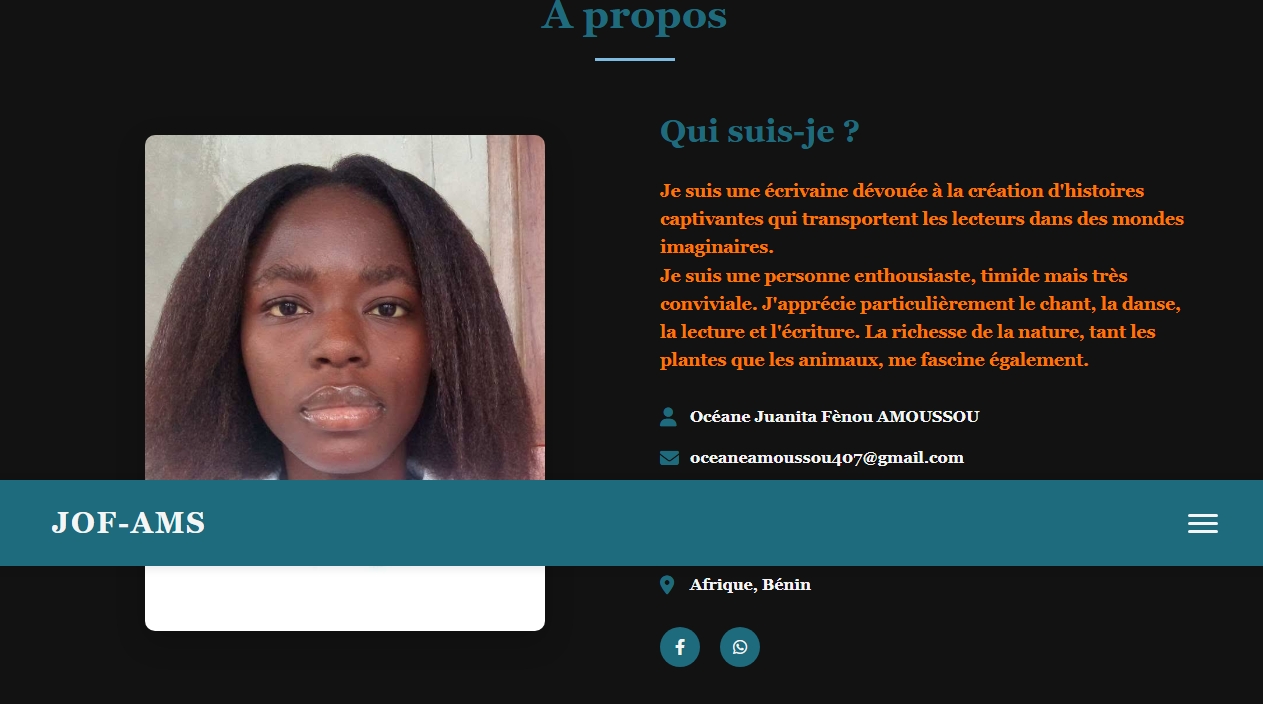 À propos
Qui suis-je ?
Je suis une écrivaine dévouée à la création d'histoires
captivantes qui transportent les lecteurs dans des mondes
imaginaires.
Je suis une personne enthousiaste, timide mais très
conviviale. J'apprécie particulièrement le chant, la danse,
la lecture et l'écriture. La richesse de la nature, tant les
plantes que les animaux, me fascine également.
Océane Juanita Fènou AMOUSSOU
oceaneamoussou407@gmail.com
JOF-AMS
Afrique, Bénin